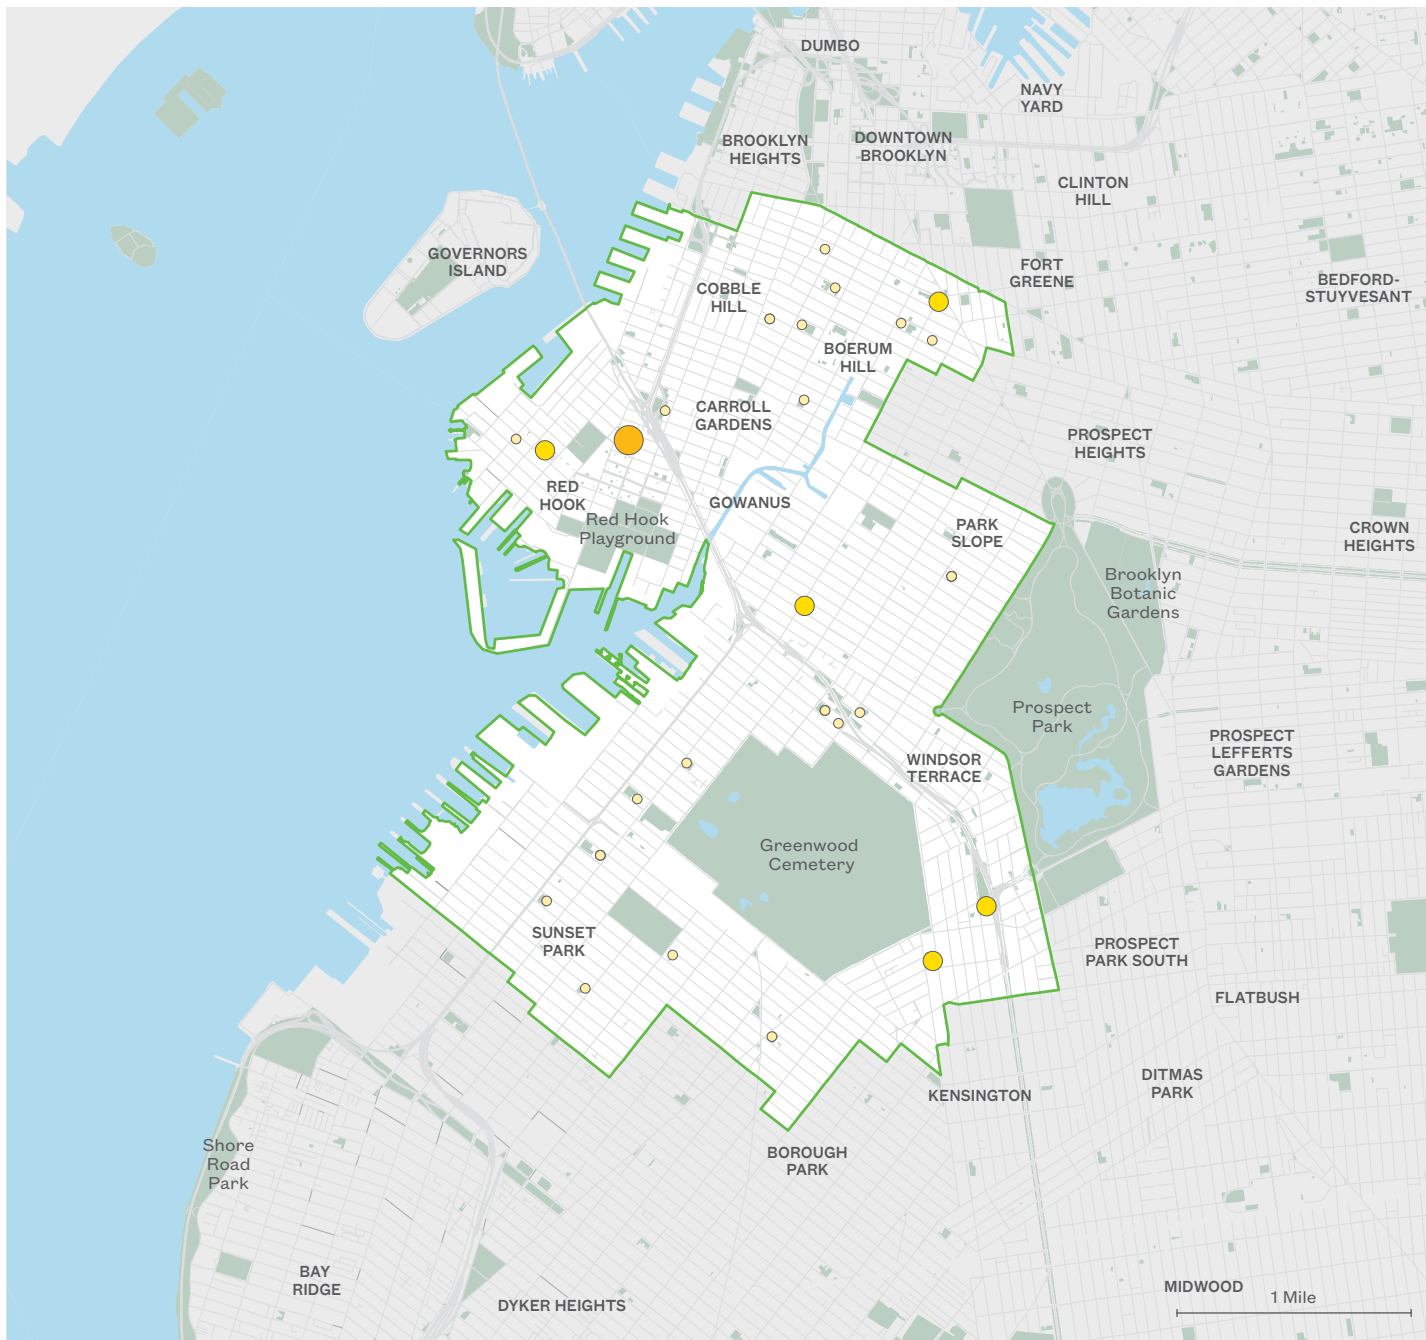 DUMBO
NAVY
YARD
BROOKLYN
HEIGHTS
DOWNTOWN
BROOKLYN
CLINTON
HILL
GOVERNORS
ISLAND
FORT
GREENE
COBBLE
HILL
BEDFORD-
STUYVESANT
BOERUM
HILL
CARROLL
GARDENS
PROSPECT
HEIGHTS
RED
HOOK
GOWANUS
Red Hook
Playground
PARK
SLOPE
CROWN
HEIGHTS
Brooklyn
Botanic
Gardens
Prospect
Park
PROSPECT
LEFFERTS
GARDENS
WINDSOR
TERRACE
Greenwood
Cemetery
SUNSET
PARK
PROSPECT
PARK SOUTH
FLATBUSH
DITMAS
PARK
KENSINGTON
BOROUGH
PARK
Shore
Road
Park
BAY
RIDGE
DYKER HEIGHTS
MIDWOOD
1 Mile